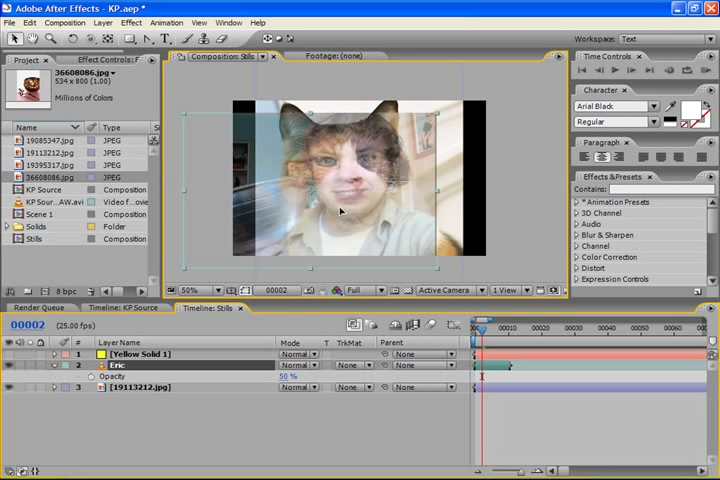 Adobe After Effects - KP.aep *
File Edit Composition Layer Effect Animation View Window Help
Workspace: Text
Project
Effect Controls: F
36608086.jpg
534 x 800 (1.00)
Millions of Colors
Name Type Si
19085347.jpg JPEG
19113212.jpg JPEG
19395317.jpg JPEG
36608086.jpg JPEG
KP Source Composition
KP Sour...AW.avi Video f...ovie
Scene 1 Composition
Solids Folder
Stills Composition
8 bpc
Composition: Stills
Footage: (none)
50% 00002 Full Active Camera 1 View
Time Controls
Character
Arial Black
Regular
Paragraph
Effects & Presets
Contains:
* Animation Presets
3D Channel
Audio
Blur & Sharpen
Channel
Color Correction
Distort
Expression Controls
Render Queue
Timeline: KP Source
Timeline: Stills
00002 (25.00 fps)
# Layer Name Mode T TrkMat Parent
00010 00020 00030 00040 00050 000
1 [Yellow Solid 1] Normal None
2 Eric Normal None None
Opacity 50 %
3 [19113212.jpg] Normal None None